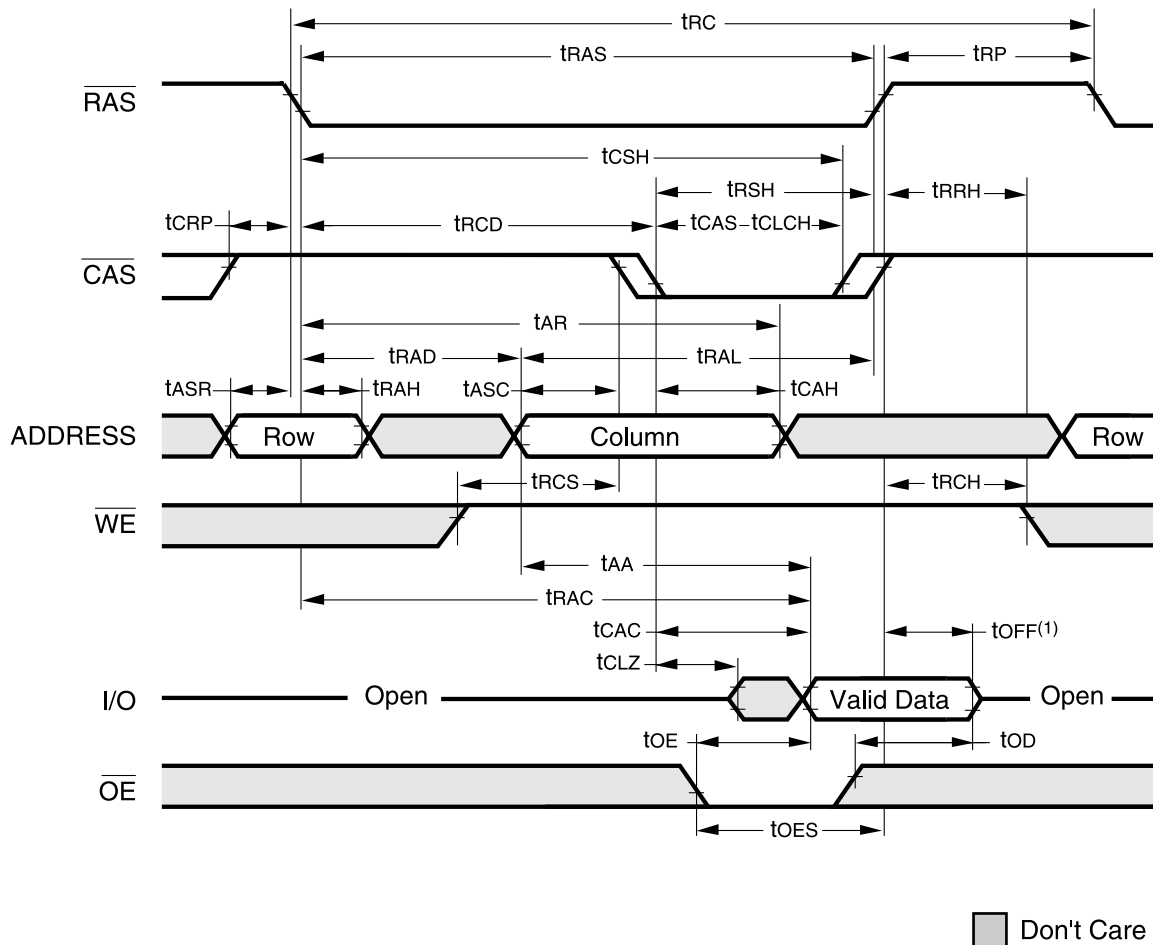 tRC
tRAS tRP
RAS
tCSH
tRSH tRRH
tCRP tRCD tCAS tCLCH
CAS
tAR
tRAD tRAL
tASR tRAH tASC tCAH
ADDRESS Row Column Row
tRCS tRCH
WE
tAA
tRAC
tCAC tOFF(1)
tCLZ
I/O Open Valid Data Open
tOE tOD
OE
tOES
Don't Care